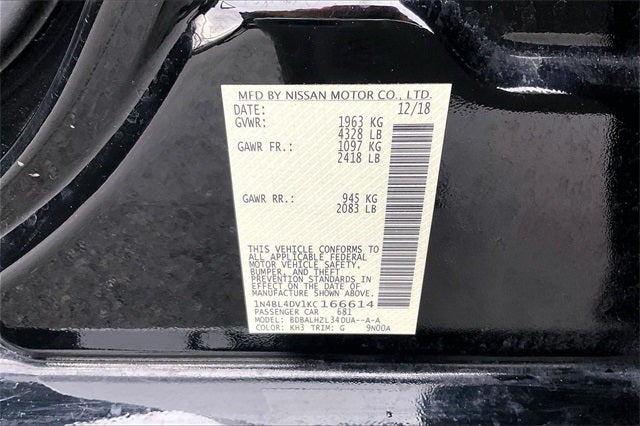 MFD BY NISSAN MOTOR CO., LTD.
DATE: 12/18
GVWR: 1963 KG
4328 LB
GAWR FR.: 1097 KG
2418 LB
GAWR RR.: 945 KG
2083 LB
THIS VEHICLE CONFORMS TO
ALL APPLICABLE FEDERAL
MOTOR VEHICLE SAFETY,
BUMPER, AND THEFT
PREVENTION STANDARDS IN
EFFECT ON THE DATE OF
MANUFACTURE SHOWN ABOVE.
1N4BL4DV1KC166614
PASSENGER CAR 681
MODEL: BDBALHZL34DUA--A-A
COLOR: KH3 TRIM: G 9N00A